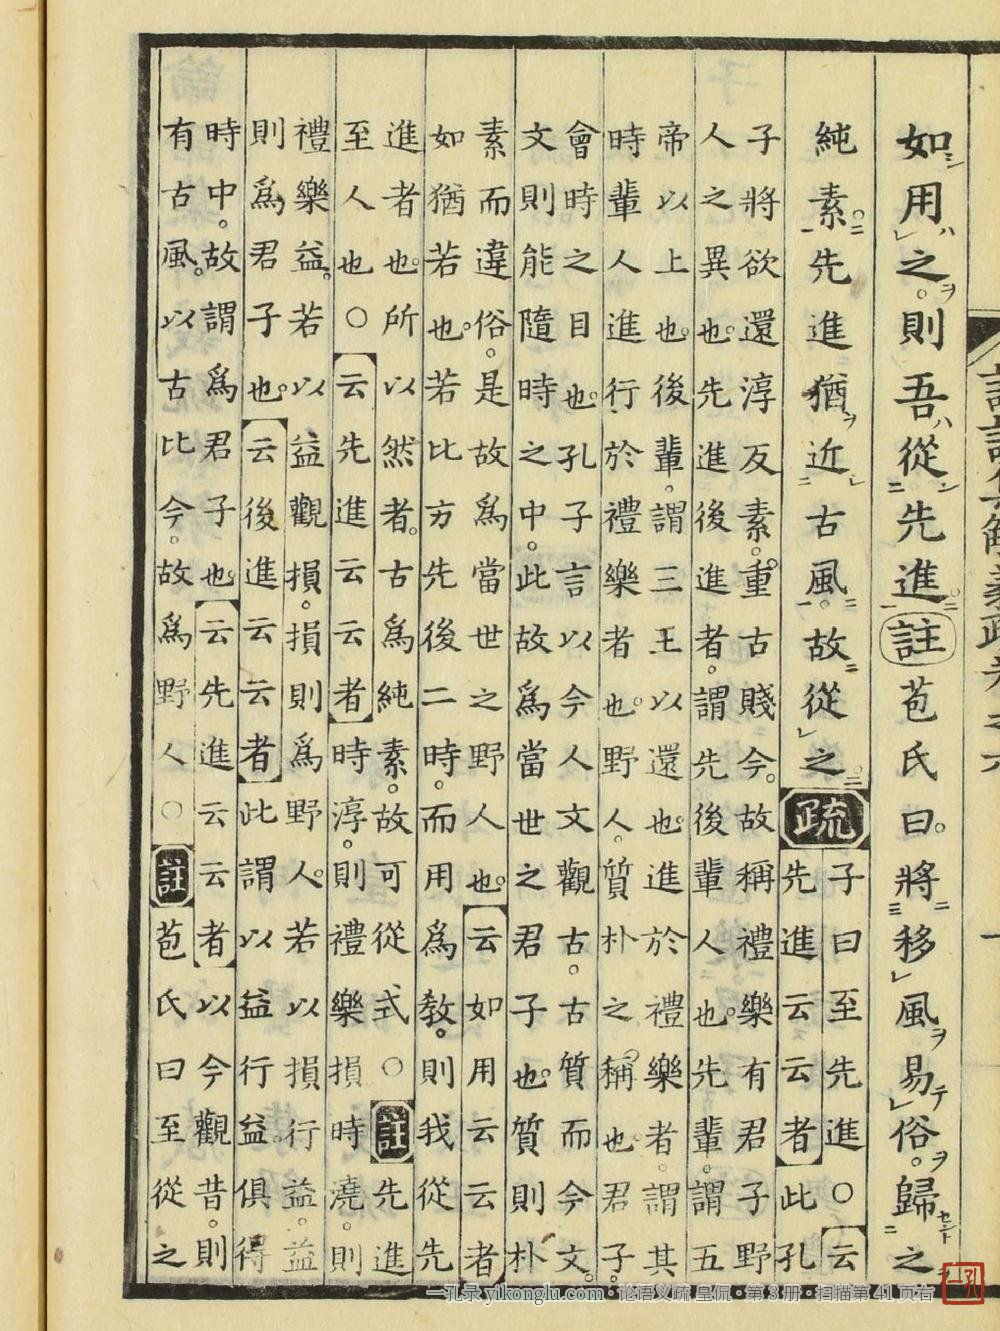 如用之。則吾從先進註苞氏曰。將移風易俗。歸之
純素。先進猶近古風。故從之疏
子曰至先進○【云
先進云云者】此孔
子將欲還淳反素。重古賤今。故稱禮樂有君子野
人之異也。先進後進者。謂先後輩人也。先輩。謂五
帝以上也。後輩。謂三王以還也。進於禮樂者。謂其
時輩人進行於禮樂者也。野人。質朴之稱也。君子。
會時之目也。孔子言以今人文觀古。古質而今文。
文則能隨時之中。此故爲當世之君子也。質則朴
素而違俗。是故爲當世之野人也。【云如用云云者】
如猶若也。若比方先後二時。而用爲教。則我從先
進者也。所以然者。古爲純素。故可從式○註先進
至人也○【云先進云云者】時淳。則禮樂損。時澆。則
禮樂益。若以益觀損。損則爲野人。若以損行益。益
則爲君子也。【云後進云云者】此謂以益行益。俱得
時中。故謂爲君子也。【云先進云云者】以今觀昔。則
有古風。以古比今。故爲野人○註苞氏曰至從之
一孔录 yikonglu.com · 论语义疏 皇侃 · 第 3 册 · 扫描第 41 页右